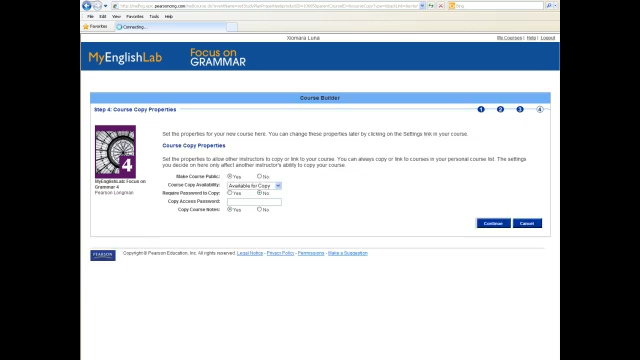 File Edit View Favorites Tools Help
Favorites Connecting...
Xiomara Luna
My Courses | Help | Logout
MyEnglishLab Focus on GRAMMAR
Course Builder
Step 4: Course Copy Properties 1 2 3 4
Set the properties for your new course here. You can change these properties later by clicking on the Settings link in your course.
Course Copy Properties
Set the properties to allow other instructors to copy or link to your course. You can always copy or link to courses in your personal course list. The settings
you decide on here only affect another instructor's ability to copy your course.
4
MyEnglishLab: Focus on
Grammar 4
Pearson Longman
Make Course Public: Yes No
Course Copy Availability: Available for Copy
Require Password to Copy: Yes No
Copy Access Password:
Copy Course Notes: Yes No
Continue Cancel
PEARSON
Copyright © Pearson Education, Inc. All rights reserved. Legal Notice - Privacy Policy - Permissions - Make a Suggestion